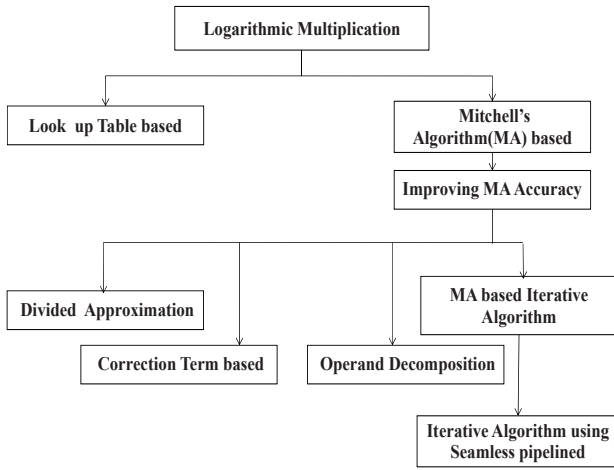 Logarithmic Multiplication
Look up Table based
Mitchell's
Algorithm(MA) based
Improving MA Accuracy
Divided Approximation
MA based Iterative
Algorithm
Correction Term based
Operand Decomposition
Iterative Algorithm using
Seamless pipelined